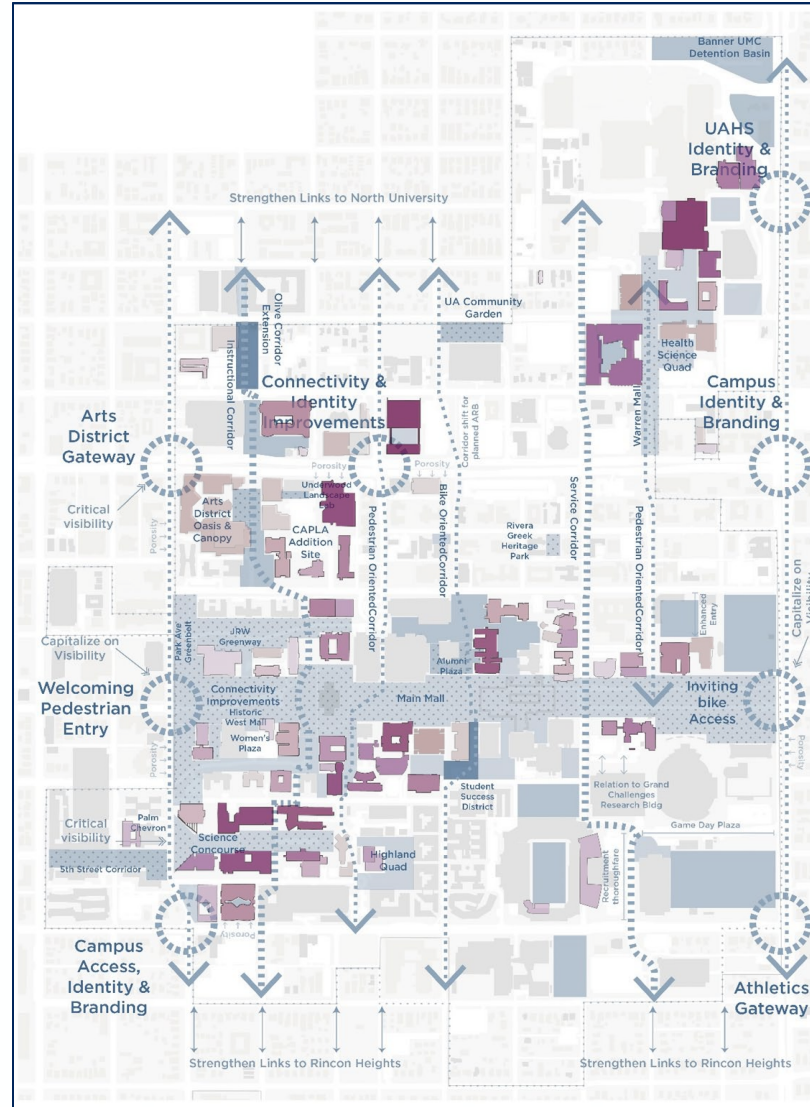 Banner UMC
Detention Basin
UAHS
Identity &
Branding
Strengthen Links to North University
Olive Corridor
Extension
Instructional Corridor
UA Community
Garden
Health
Science
Quad
Connectivity &
Identity
Improvements
Warren Mall
Campus
Identity &
Branding
Arts
District
Gateway
Corridor shift for
planned ARB
Critical
visibility
Porosity
Porosity
Porosity
Underwood
Landscape
Lab
Arts
District
Oasis &
Canopy
CAPLA
Addition
Site
Pedestrian OrientedCorridor
Bike OrientedCorridor
Rivera
Greek
Heritage
Park
Service Corridor
Pedestrian OrientedCorridor
Capitalize on
Visibility
Park Ave
Greenbelt
JRW
Greenway
Alumni
Plaza
Enhanced
Entry
Capitalize on
Welcoming
Pedestrian
Entry
Connectivity
Improvements
Historic
West Mall
Main Mall
Inviting
bike
Access
Women's
Plaza
Porosity
Porosity
Student
Success
District
Relation to Grand
Challenges
Research Bldg
Palm
Chevron
Critical
visibility
Science
Concourse
Game Day Plaza
5th Street Corridor
Highland
Quad
Recruitment
thoroughfare
Porosity
Campus
Access,
Identity &
Branding
Athletics
Gateway
Strengthen Links to Rincon Heights
Strengthen Links to Rincon Heights